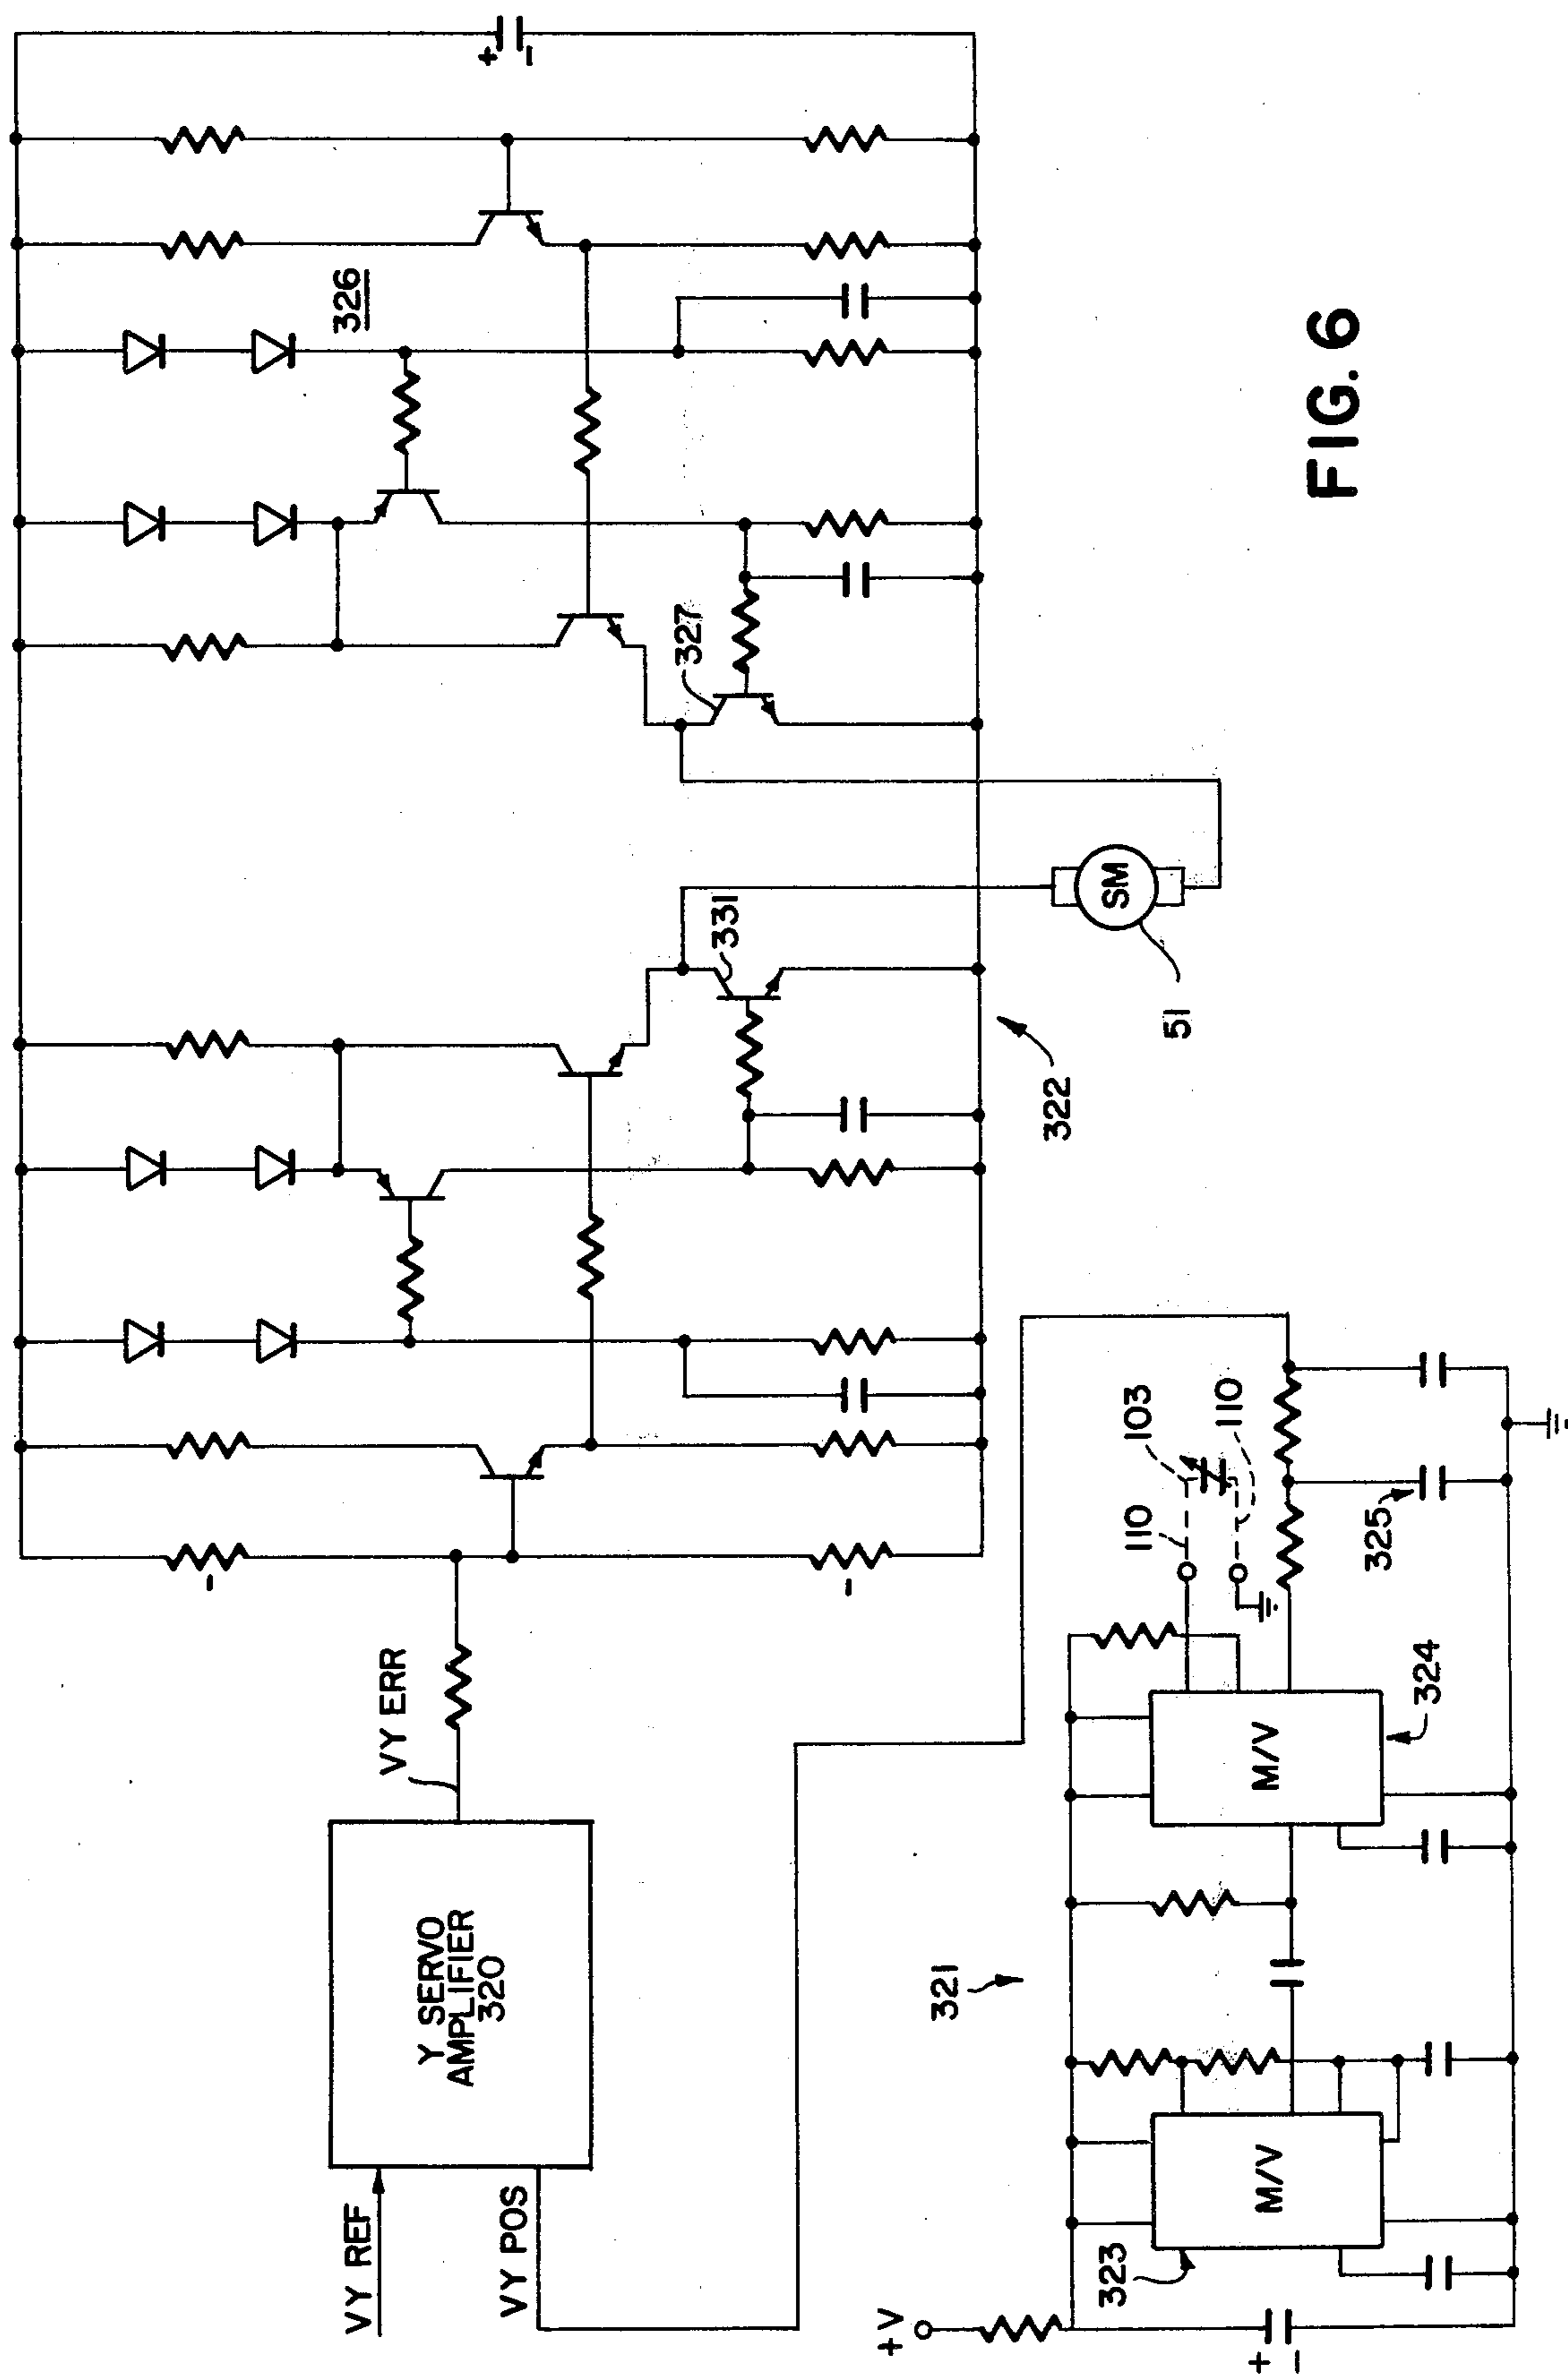 VY REF
VY POS
Y SERVO
AMPLIFIER
320
VY ERR
-
-
326
+
-
327
331
322
SM
51
+V
+
-
321
323
M/V
M/V
324
110
103
110
325
FIG. 6